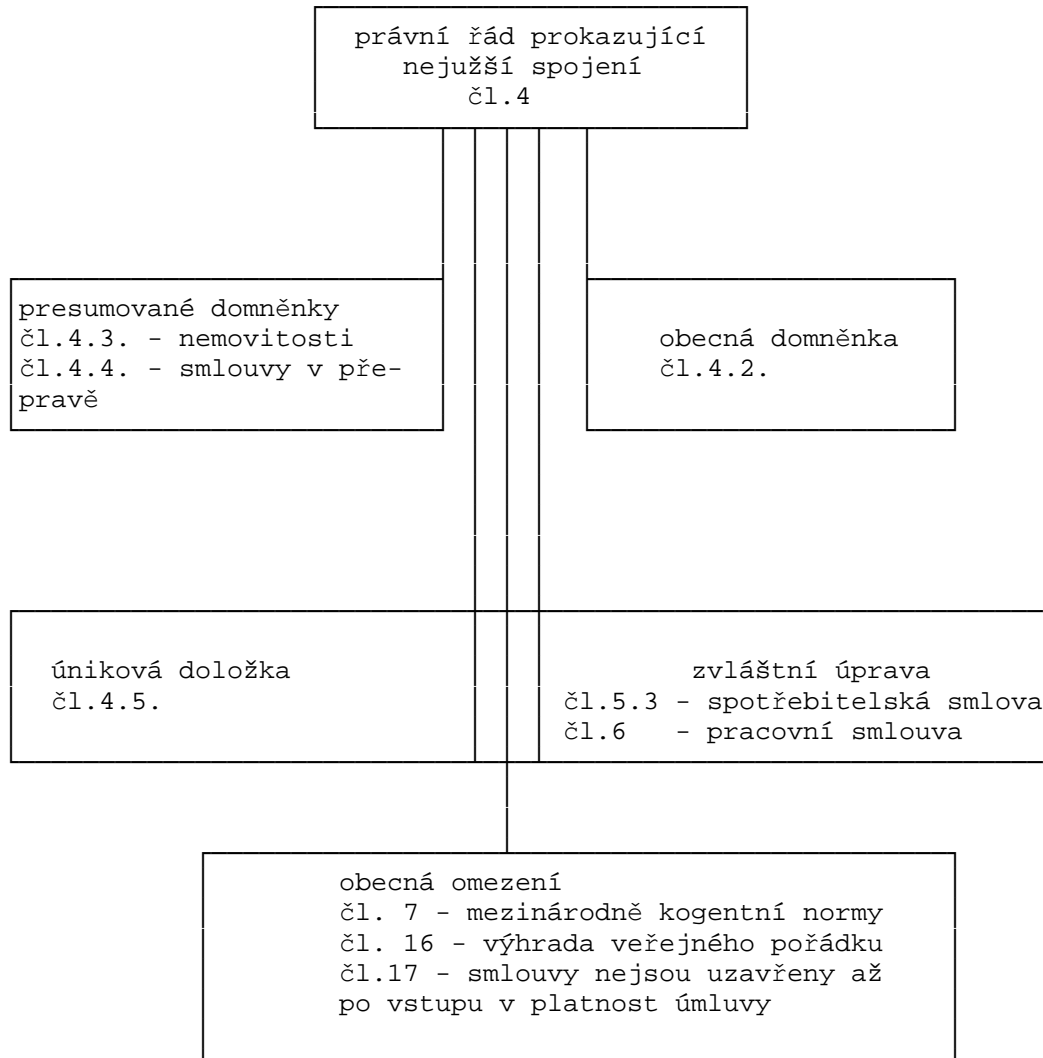 právní řád prokazující
nejužší spojení
čl.4
presumované domněnky
čl.4.3. - nemovitosti
čl.4.4. - smlouvy v pře-
pravě
obecná domněnka
čl.4.2.
úniková doložka
čl.4.5.
zvláštní úprava
čl.5.3 - spotřebitelská smlova
čl.6 - pracovní smlouva
obecná omezení
čl. 7 - mezinárodně kogentní normy
čl. 16 - výhrada veřejného pořádku
čl.17 - smlouvy nejsou uzavřeny až
po vstupu v platnost úmluvy